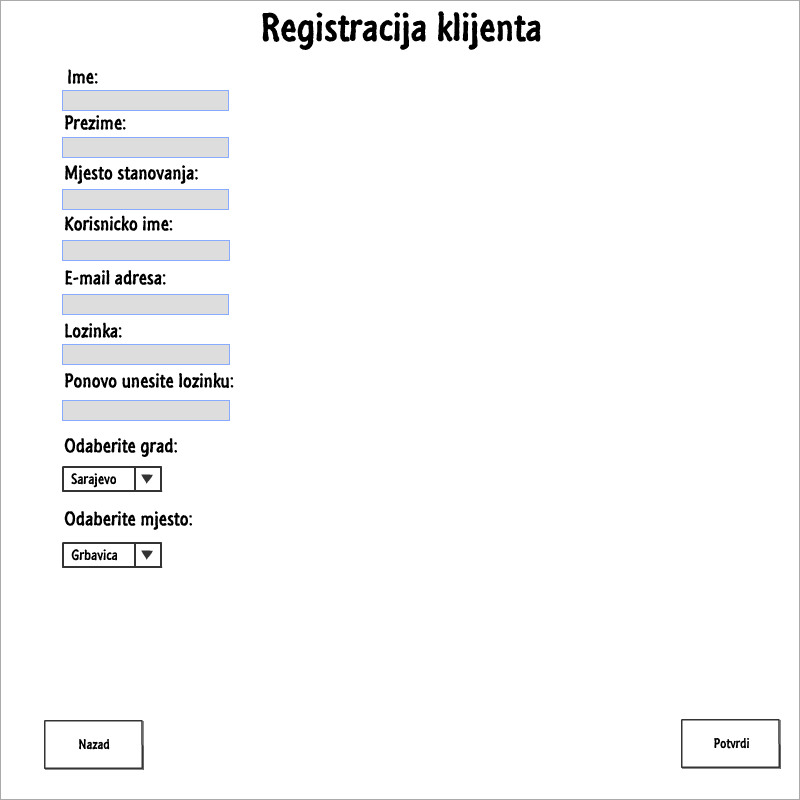 Registracija klijenta
Ime:
Prezime:
Mjesto stanovanja:
Korisnicko ime:
E-mail adresa:
Lozinka:
Ponovo unesite lozinku:
Odaberite grad:
Sarajevo
Odaberite mjesto:
Grbavica
Nazad
Potvrdi